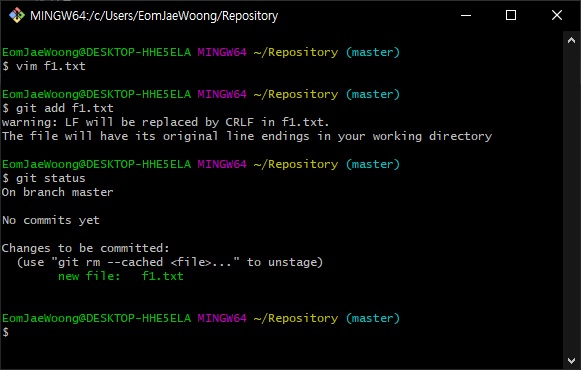 MINGW64:/c/Users/EomJaeWoong/Repository
EomJaeWoong@DESKTOP-HHE5ELA MINGW64 ~/Repository (master)
$ vim f1.txt
EomJaeWoong@DESKTOP-HHE5ELA MINGW64 ~/Repository (master)
$ git add f1.txt
warning: LF will be replaced by CRLF in f1.txt.
The file will have its original line endings in your working directory
EomJaeWoong@DESKTOP-HHE5ELA MINGW64 ~/Repository (master)
$ git status
On branch master
No commits yet
Changes to be committed:
  (use "git rm --cached <file>..." to unstage)
        new file:   f1.txt
EomJaeWoong@DESKTOP-HHE5ELA MINGW64 ~/Repository (master)
$